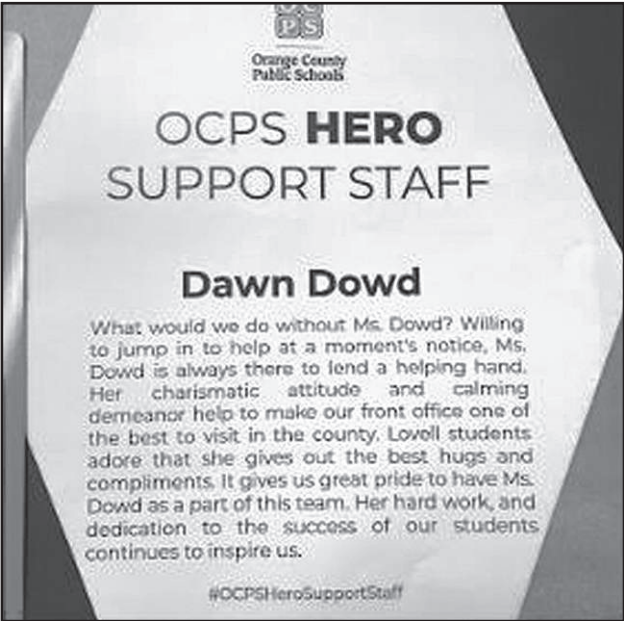 OC
PS
Orange County
Public Schools
OCPS HERO
SUPPORT STAFF
Dawn Dowd
What would we do without Ms. Dowd? Willing
to jump in to help at a moment's notice, Ms.
Dowd is always there to lend a helping hand.
Her charismatic attitude and calming
demeanor help to make our front office one of
the best to visit in the county. Lovell students
adore that she gives out the best hugs and
compliments. It gives us great pride to have Ms.
Dowd as a part of this team. Her hard work, and
dedication to the success of our students
continues to inspire us.
#OCPSHeroSupportStaff